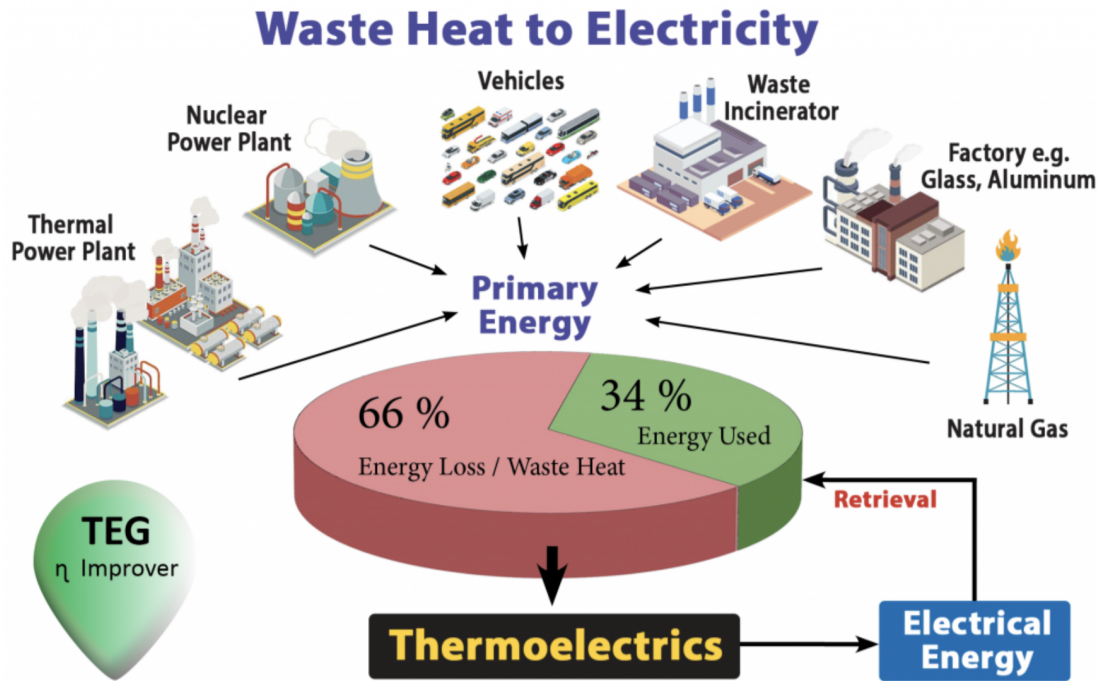 Waste Heat to Electricity
Vehicles
Waste
Incinerator
Nuclear
Power Plant
Factory e.g.
Glass, Aluminum
Thermal
Power Plant
Primary
Energy
66 %
Energy Loss / Waste Heat
34 %
Energy Used
Natural Gas
Retrieval
TEG
η Improver
Thermoelectrics
Electrical
Energy